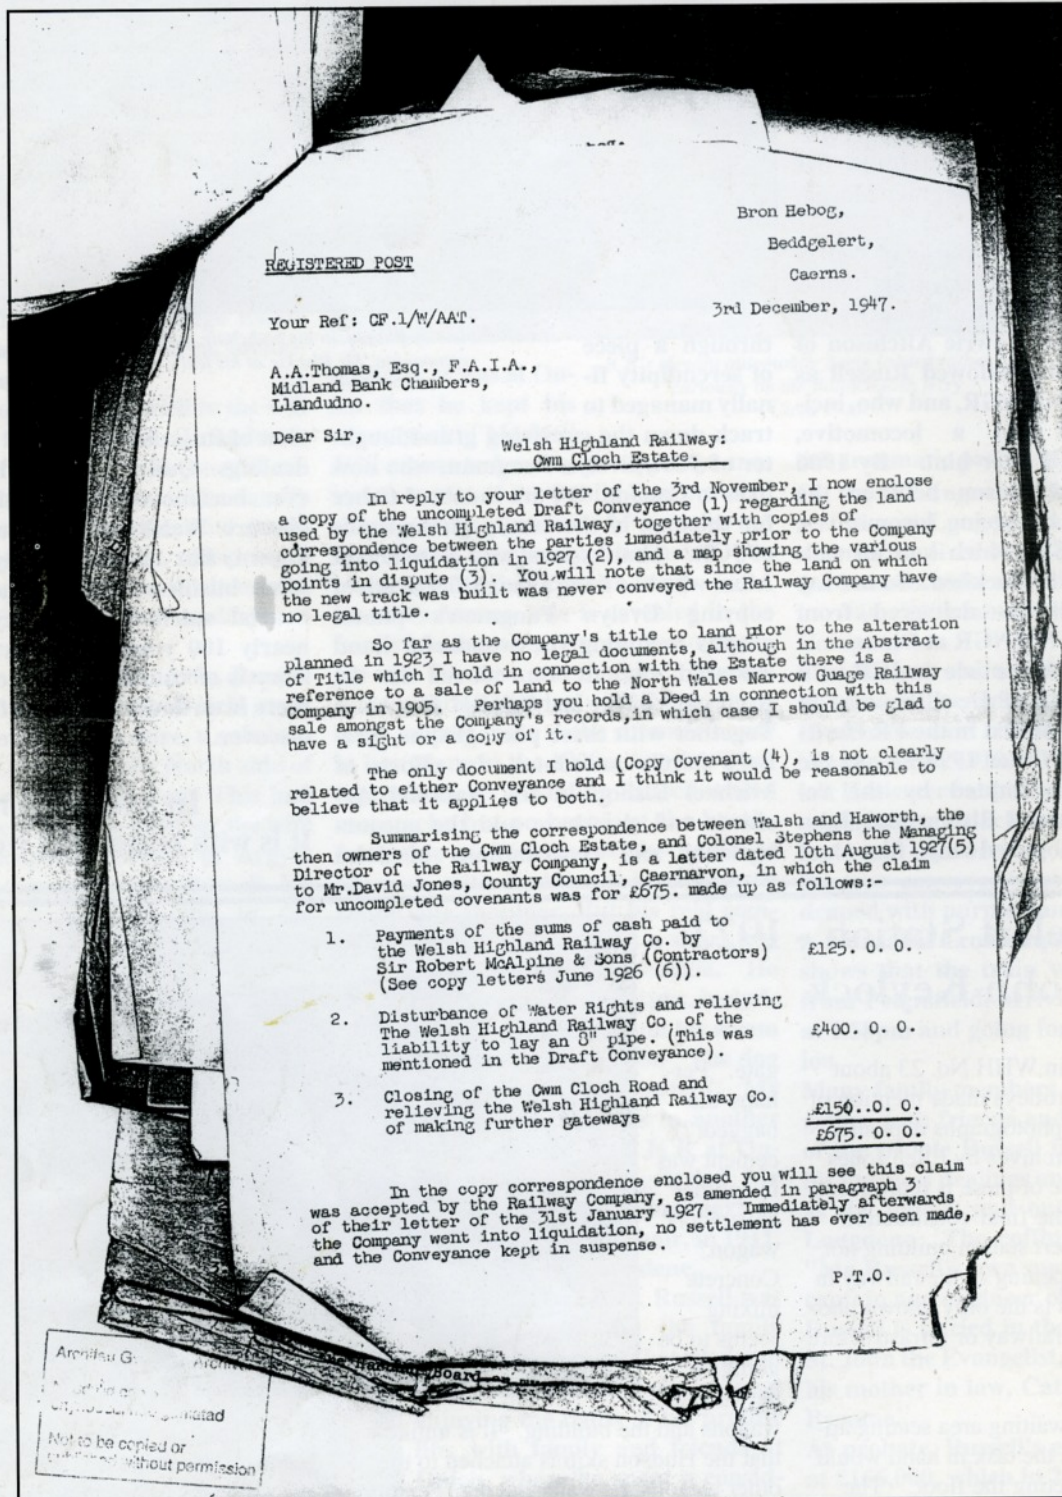 Bron Hebog,
Beddgelert,
Caerns.
3rd December, 1947.
REGISTERED POST
Your Ref: CF.1/W/AAT.
A.A.Thomas, Esq., F.A.I.A.,
Midland Bank Chambers,
Llandudno.
Dear Sir,
Welsh Highland Railway:
Cwm Cloch Estate.
In reply to your letter of the 3rd November, I now enclose
a copy of the uncompleted Draft Conveyance (1) regarding the land
used by the Welsh Highland Railway, together with copies of
correspondence between the parties immediately prior to the Company
going into liquidation in 1927 (2), and a map showing the various
points in dispute (3). You will note that since the land on which
the new track was built was never conveyed the Railway Company have
no legal title.
So far as the Company's title to land prior to the alteration
planned in 1923 I have no legal documents, although in the Abstract
of Title which I hold in connection with the Estate there is a
reference to a sale of land to the North Wales Narrow Guage Railway
Company in 1905. Perhaps you hold a Deed in connection with this
sale amongst the Company's records,in which case I should be glad to
have a sight or a copy of it.
The only document I hold (Copy Covenant (4), is not clearly
related to either Conveyance and I think it would be reasonable to
believe that it applies to both.
Summarising the correspondence between Walsh and Haworth, the
then owners of the Cwm Cloch Estate, and Colonel Stephens the Managing
Director of the Railway Company, is a latter dated 10th August 1927(5)
to Mr.David Jones, County Council, Caernarvon, in which the claim
for uncompleted covenants was for £675. made up as follows:-
1. Payments of the sums of cash paid to
the Welsh Highland Railway Co. by
Sir Robert McAlpine & Sons (Contractors) £125. 0. 0.
(See copy letters June 1926 (6)).
2. Disturbance of Water Rights and relieving
The Welsh Highland Railway Co. of the £400. 0. 0.
liability to lay an 8" pipe. (This was
mentioned in the Draft Conveyance).
3. Closing of the Cwm Cloch Road and
relieving the Welsh Highland Railway Co. £150..0. 0.
of making further gateways
£675. 0. 0.
In the copy correspondence enclosed you will see this claim
was accepted by the Railway Company, as amended in paragraph 3
of their letter of the 31st January 1927. Immediately afterwards
the Company went into liquidation, no settlement has ever been made,
and the Conveyance kept in suspense.
P.T.O.
Board
Not to be copied or
without permission